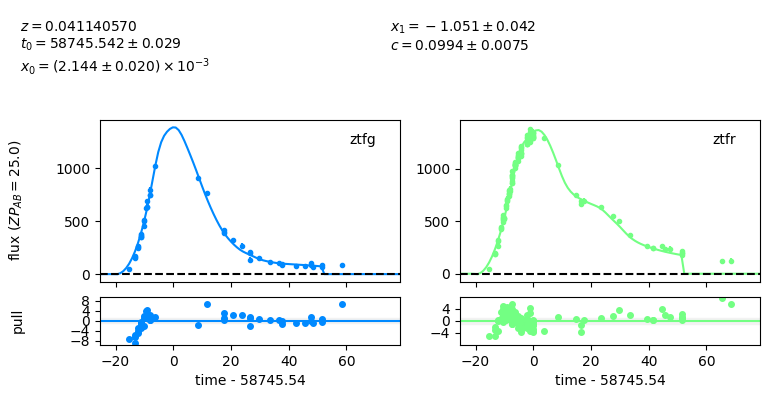 z = 0.041140570
t₀ = 58745.542 ± 0.029
x₀ = (2.144 ± 0.020) × 10⁻³
x₁ = −1.051 ± 0.042
c = 0.0994 ± 0.0075
flux (ZP_AB = 25.0)
1000
500
0
ztfg
1000
500
0
ztfr
pull
8
4
0
−4
−8
−20 0 20 40 60
time - 58745.54
4
0
−4
−20 0 20 40 60
time - 58745.54